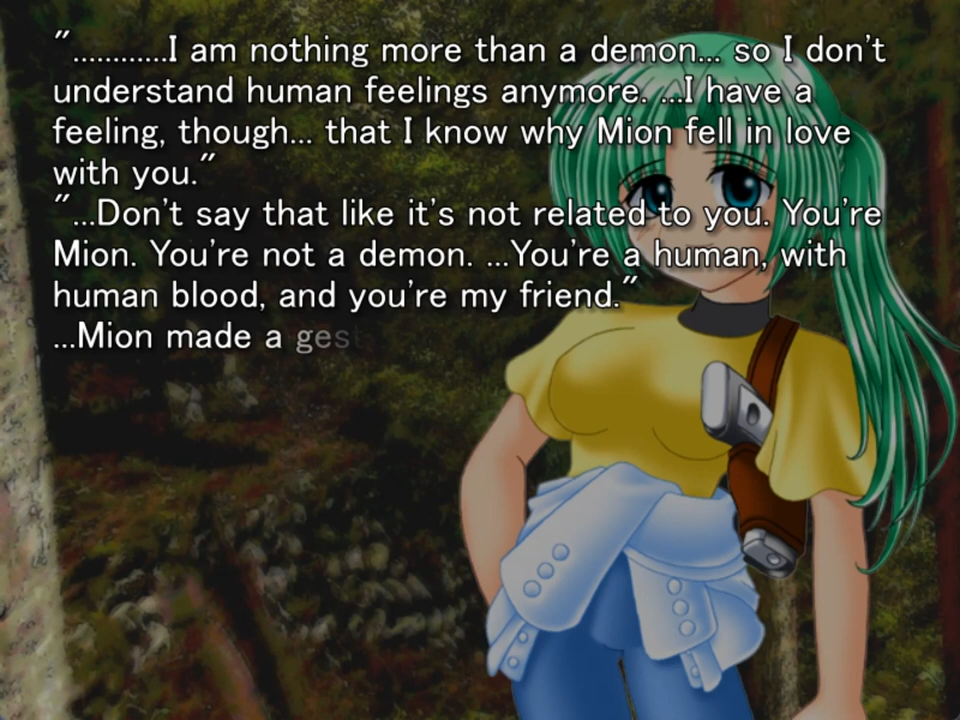 "............I am nothing more than a demon... so I don't
understand human feelings anymore. ...I have a
feeling, though... that I know why Mion fell in love
with you."
"...Don't say that like it's not related to you. You're
Mion. You're not a demon. ...You're a human, with
human blood, and you're my friend."
...Mion made a gest